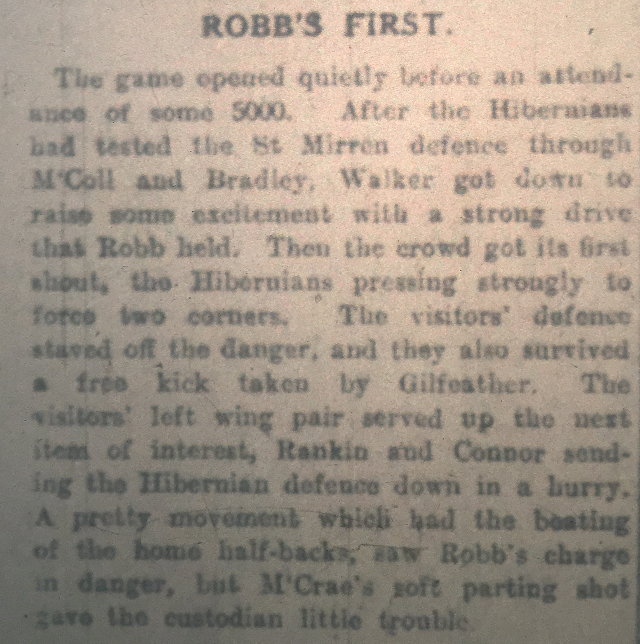 ROBB'S FIRST.
The game opened quietly before an attend-
ance of some 5000. After the Hibernians
had tested the St Mirren defence through
M'Coll and Bradley, Walker got down to
raise some excitement with a strong drive
that Robb held. Then the crowd got its first
shout, the Hibernians pressing strongly to
force two corners. The visitors' defence
staved off the danger, and they also survived
a free kick taken by Gilfeather. The
visitors' left wing pair served up the next
item of interest, Rankin and Connor send-
ing the Hibernian defence down in a hurry.
A pretty movement which had the beating
of the home half-backs, saw Robb's charge
in danger, but M'Crae's soft parting shot
gave the custodian little trouble.